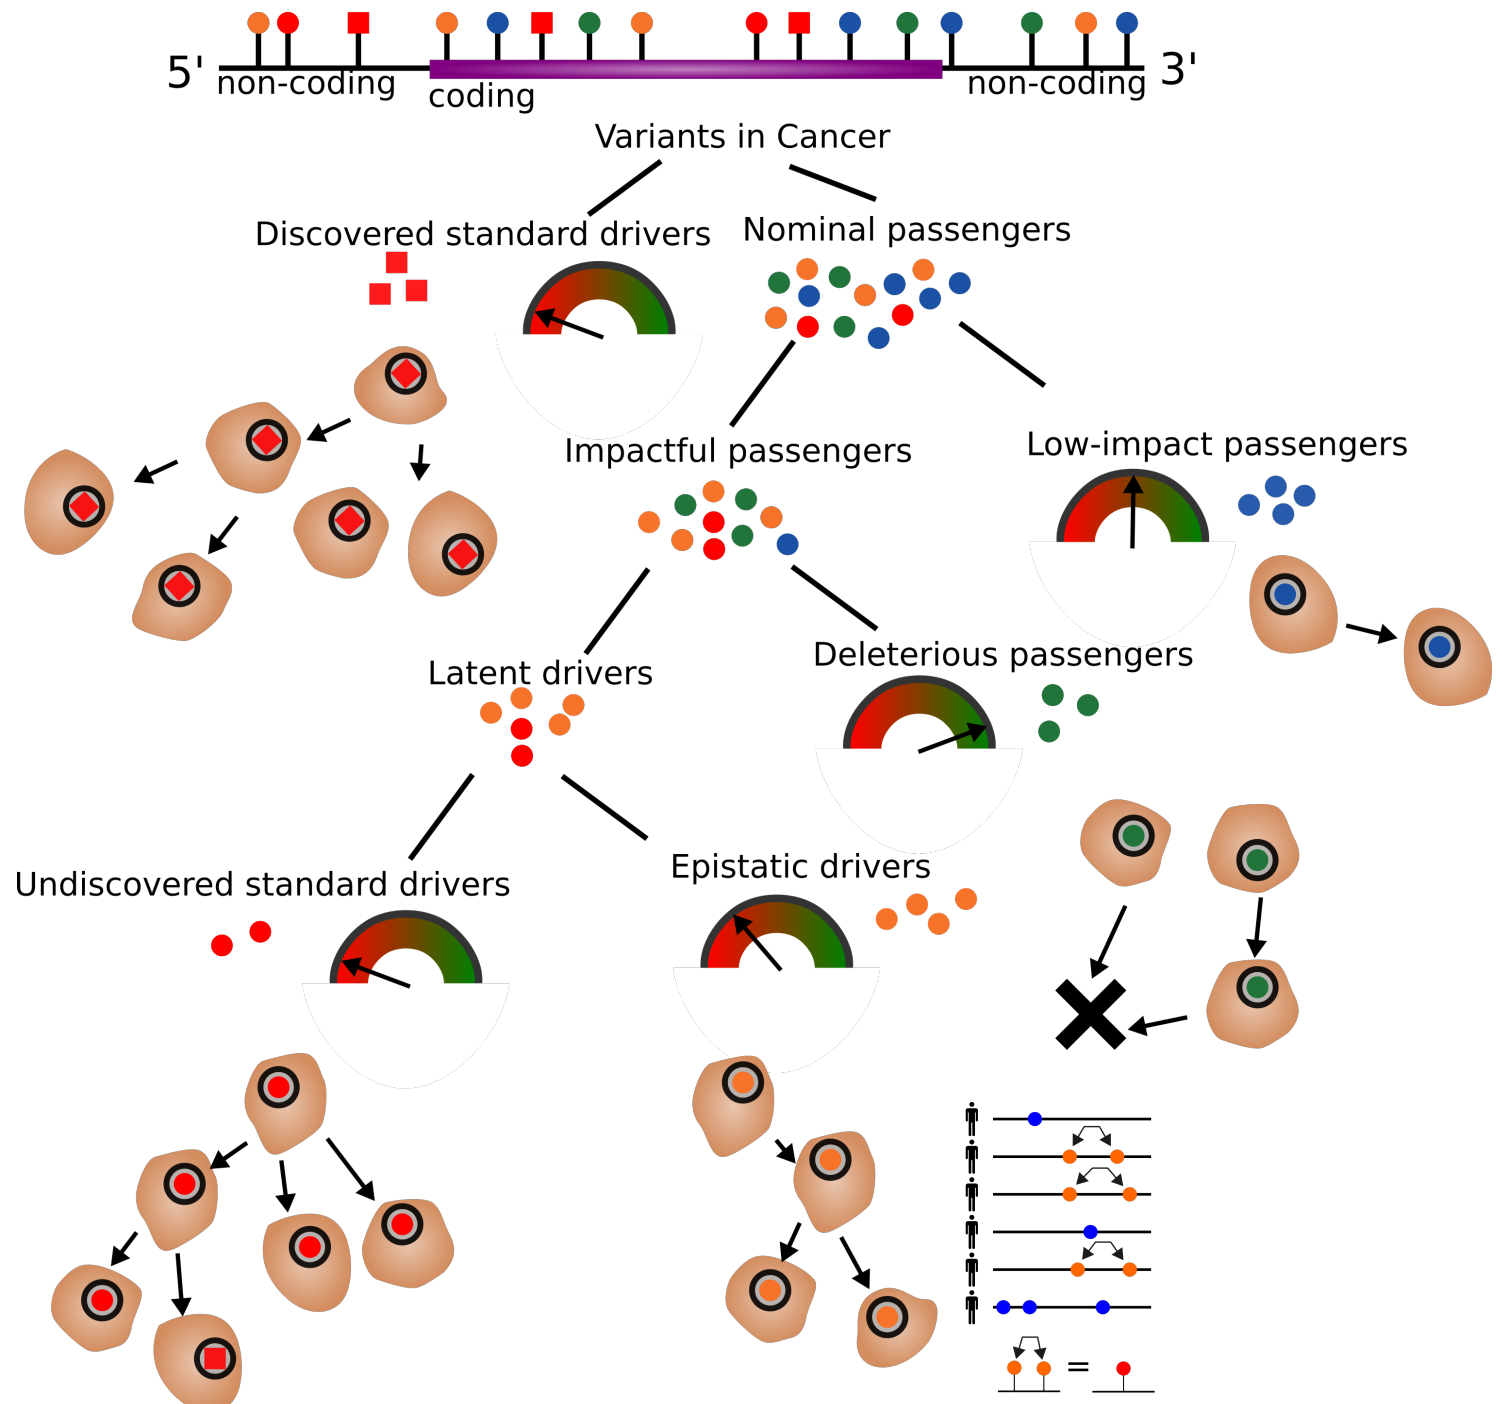 5'
3'
non-coding
coding
non-coding
Variants in Cancer
Discovered standard drivers
Nominal passengers
Impactful passengers
Low-impact passengers
Latent drivers
Deleterious passengers
Undiscovered standard drivers
Epistatic drivers
=